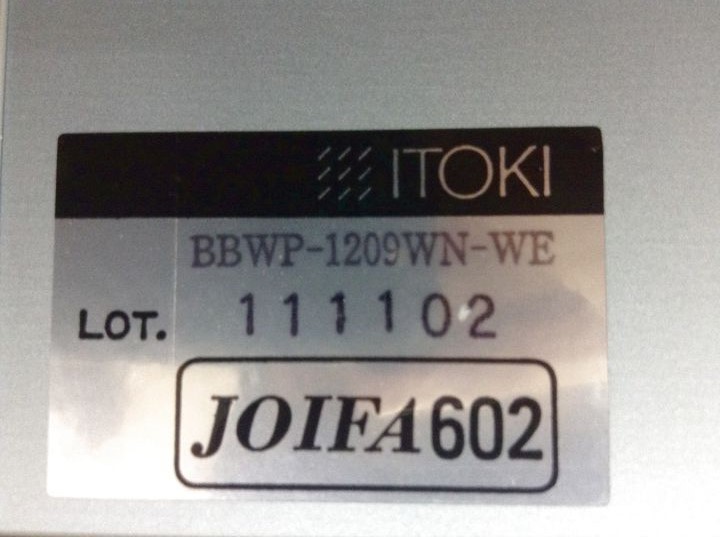 ITOKI
BBWP-1209WN-WE
LOT. 111102
JOIFA602